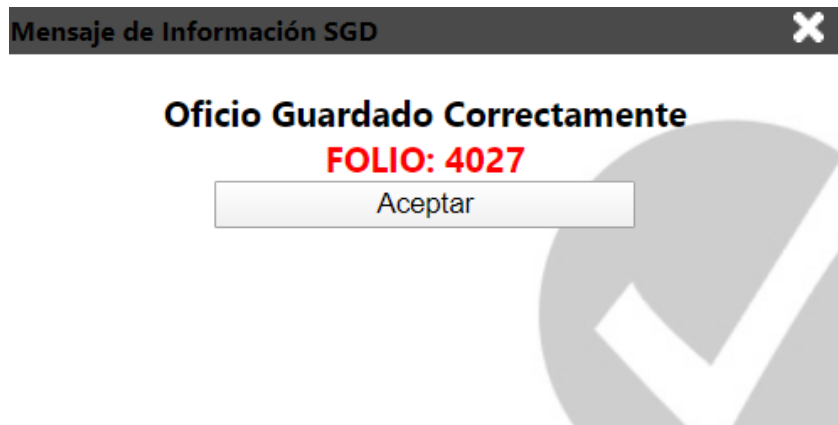 Mensaje de Información SGD
Oficio Guardado Correctamente
FOLIO: 4027
Aceptar